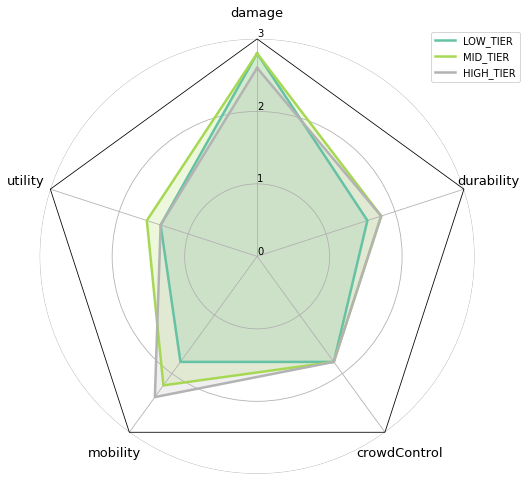 damage
3
LOW_TIER
MID_TIER
HIGH_TIER
2
utility
1
durability
0
mobility
crowdControl